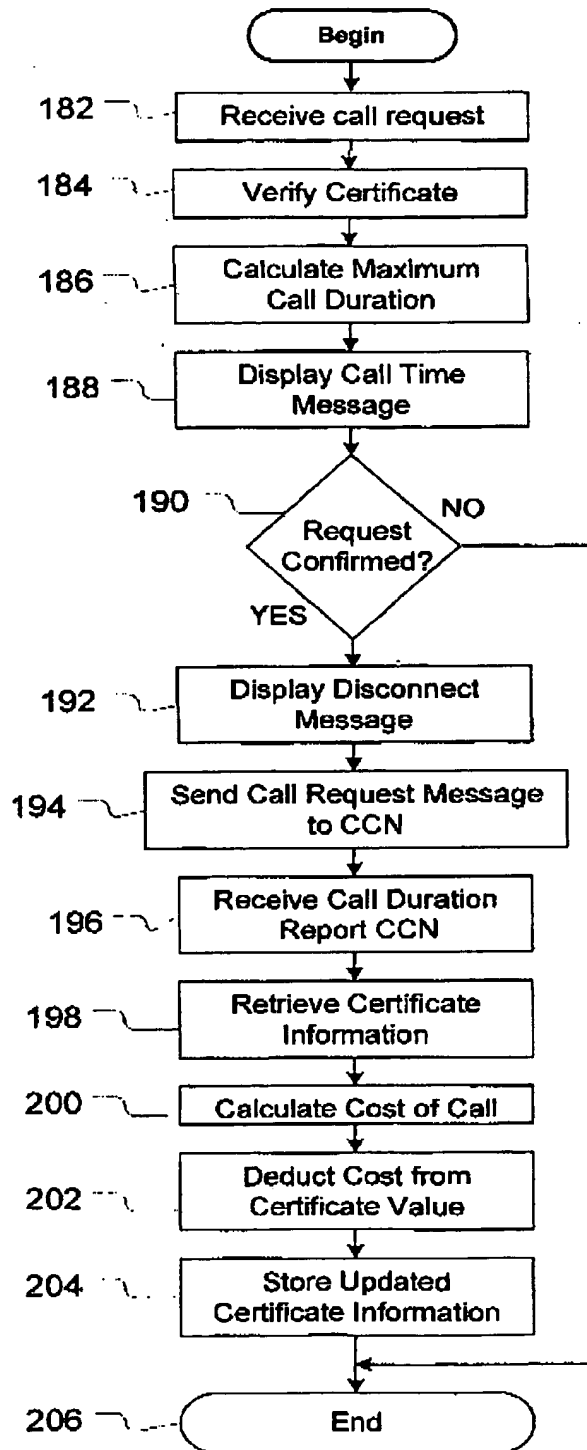 Begin
182
Receive call request
184
Verify Certificate
186
Calculate Maximum
Call Duration
188
Display Call Time
Message
190
NO
Request
Confirmed?
YES
192
Display Disconnect
Message
194
Send Call Request Message
to CCN
196
Receive Call Duration
Report CCN
198
Retrieve Certificate
Information
200
Calculate Cost of Call
202
Deduct Cost from
Certificate Value
204
Store Updated
Certificate Information
206
End